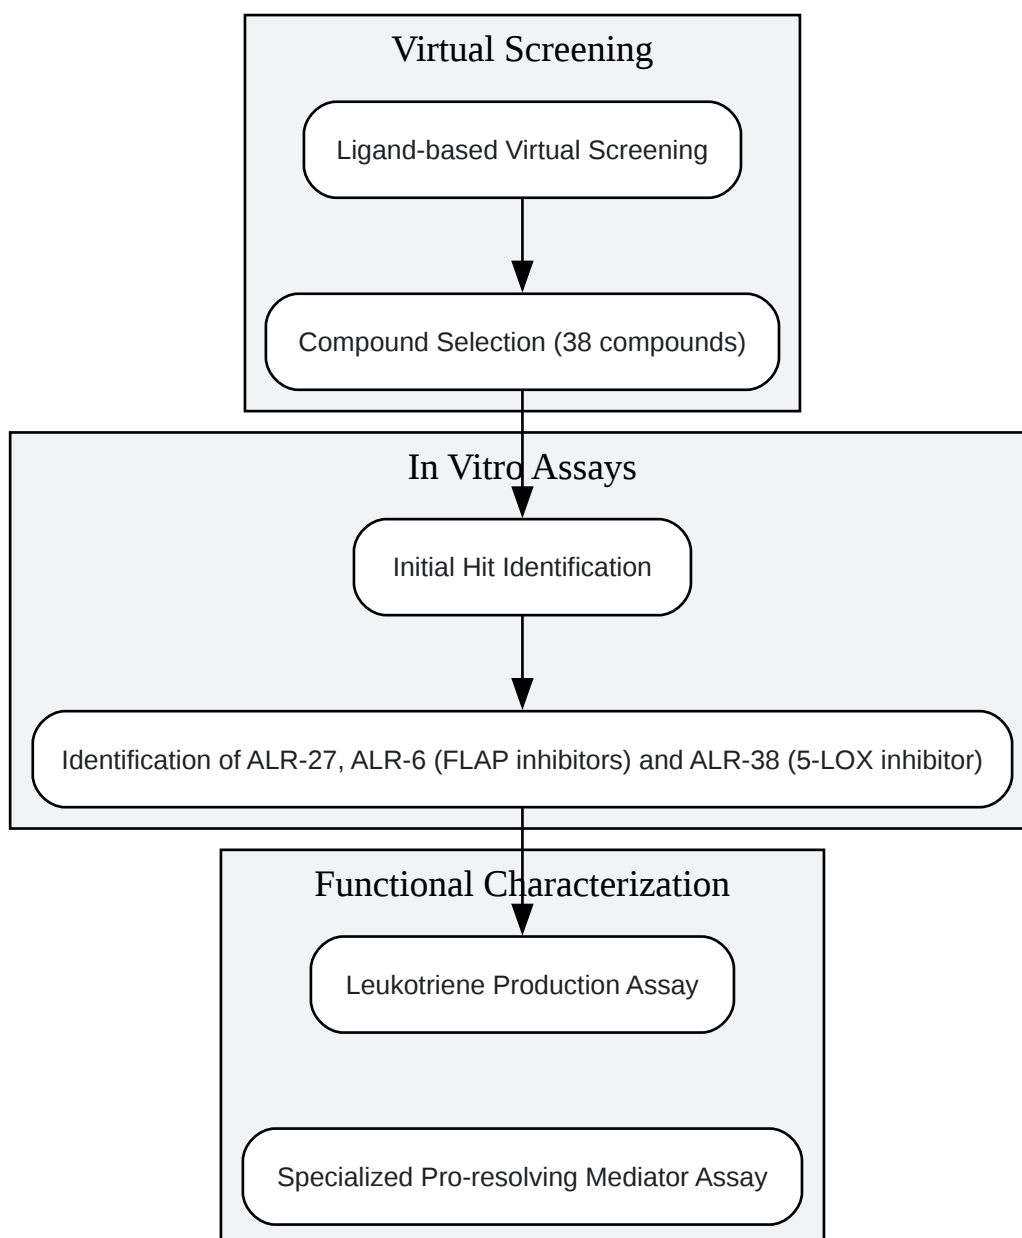 Virtual Screening
Ligand-based Virtual Screening
Compound Selection (38 compounds)
In Vitro Assays
Initial Hit Identification
Identification of ALR-27, ALR-6 (FLAP inhibitors) and ALR-38 (5-LOX inhibitor)
Functional Characterization
Leukotriene Production Assay
Specialized Pro-resolving Mediator Assay